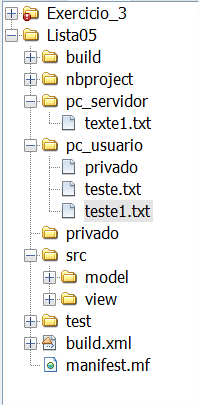 Exercicio_3
Lista05
build
nbproject
pc_servidor
texte1.txt
pc_usuario
privado
teste.txt
teste1.txt
privado
src
model
view
test
build.xml
manifest.mf